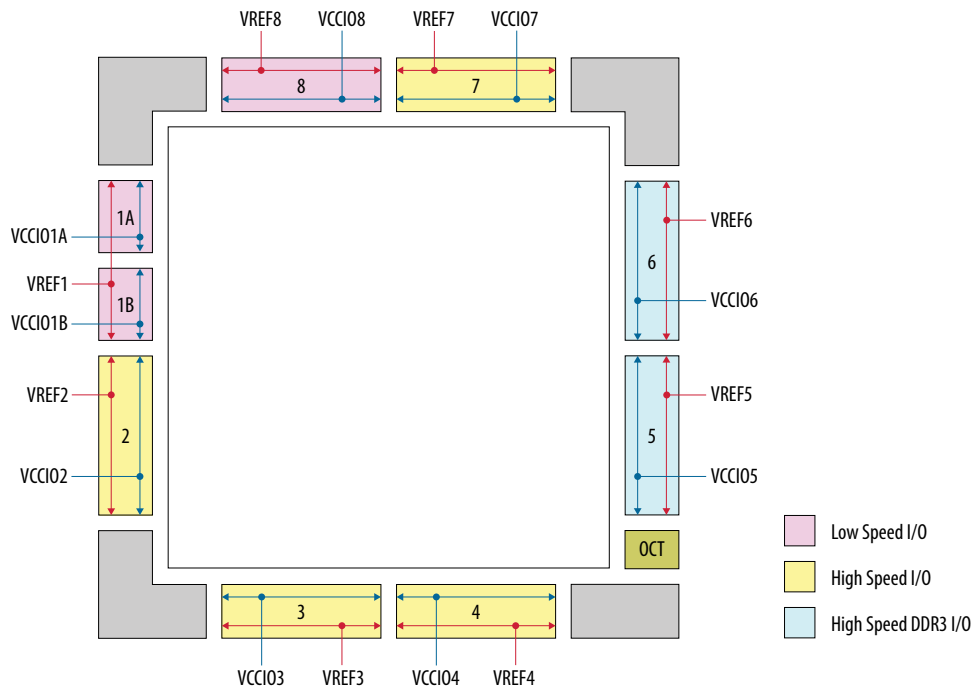 VREF8
VCCIO8
VREF7
VCCIO7
8
7
1A
VCCIO1A
VREF1
1B
VCCIO1B
VREF2
2
VCCIO2
VREF6
6
VCCIO6
VREF5
5
VCCIO5
OCT
Low Speed I/O
High Speed I/O
High Speed DDR3 I/O
3
4
VCCIO3
VREF3
VCCIO4
VREF4